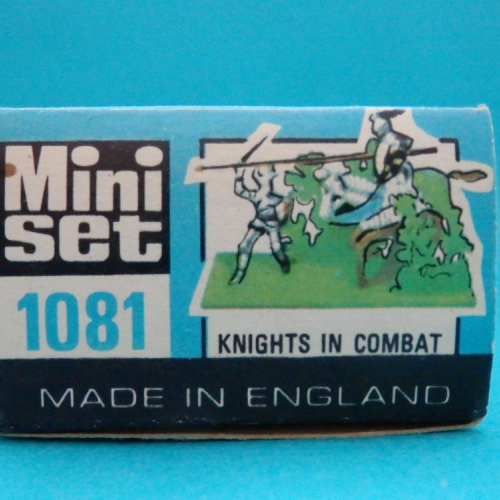 Mini
set
1081
KNIGHTS IN COMBAT
MADE IN ENGLAND